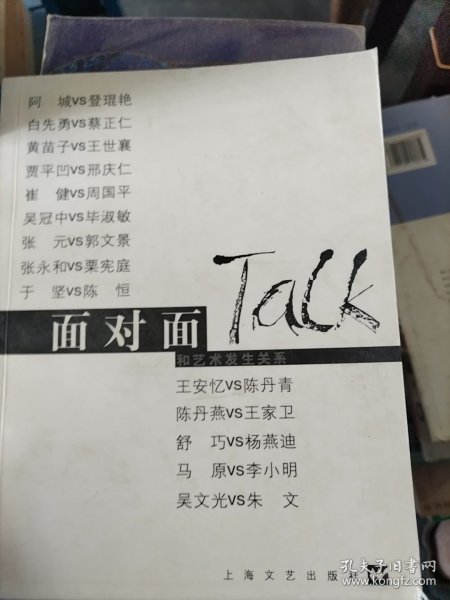 阿 城VS登琨艳
白先勇VS蔡正仁
黄苗子VS王世襄
贾平凹VS邢庆仁
崔 健VS周国平
吴冠中VS毕淑敏
张 元VS郭文景
张永和VS栗宪庭
于 坚VS陈 恒
Talk
面对面
和艺术发生关系
王安忆VS陈丹青
陈丹燕VS王家卫
舒 巧VS杨燕迪
马 原VS李小明
吴文光VS朱 文
上海文艺出版社
孔夫子旧书网
www.kongfz.com